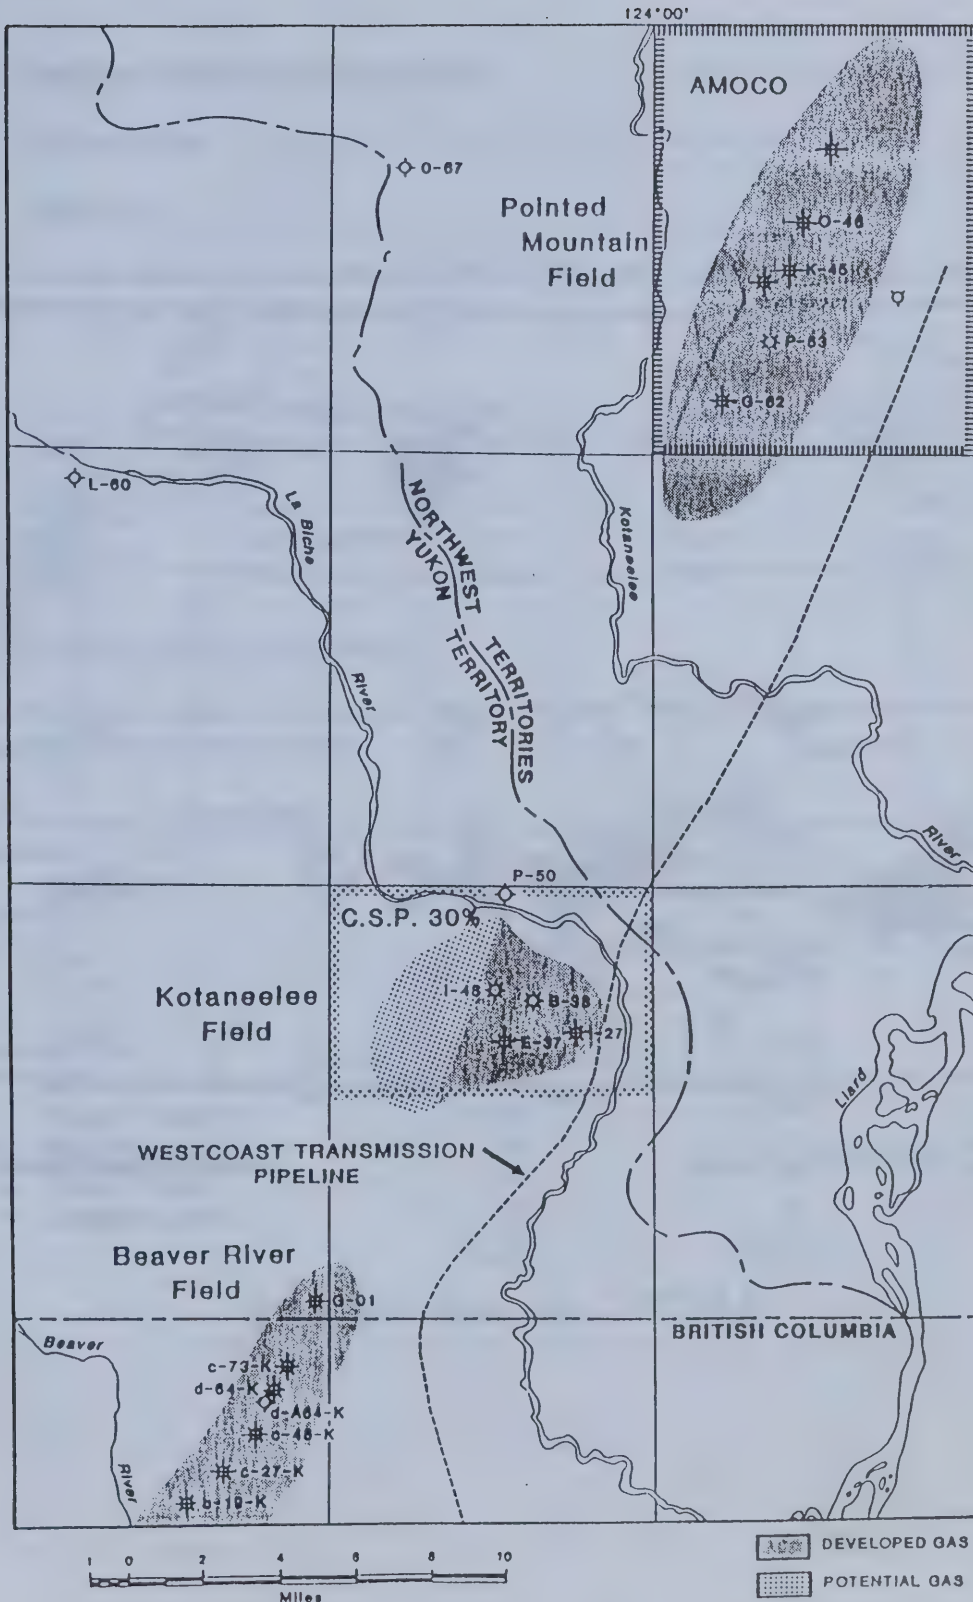 124°00'
AMOCO
O-67
Pointed
Mountain
Field
O-46
K-45
P-53
G-62
L-60
La Biche
River
Kotaneelee
River
NORTHWEST TERRITORIES
YUKON TERRITORY
P-50
C.S.P. 30%
Kotaneelee
Field
I-48
B-38
E-37
I-27
Liard
WESTCOAST TRANSMISSION
PIPELINE
Beaver River
Field
G-01
BRITISH COLUMBIA
Beaver
River
c-73-K
d-64-K
d-A64-K
c-27-K
b-19-K
1 0 2 4 6 8 10
Miles
DEVELOPED GAS
POTENTIAL GAS